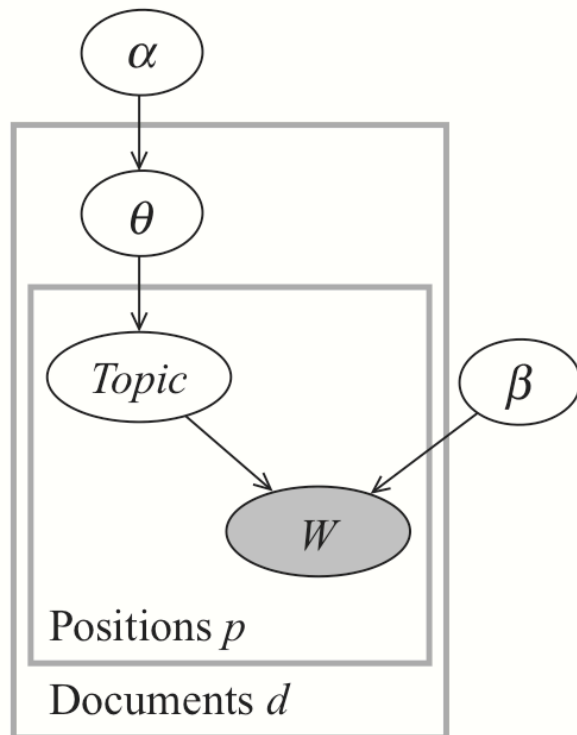 α
θ
Topic
β
W
Positions p
Documents d